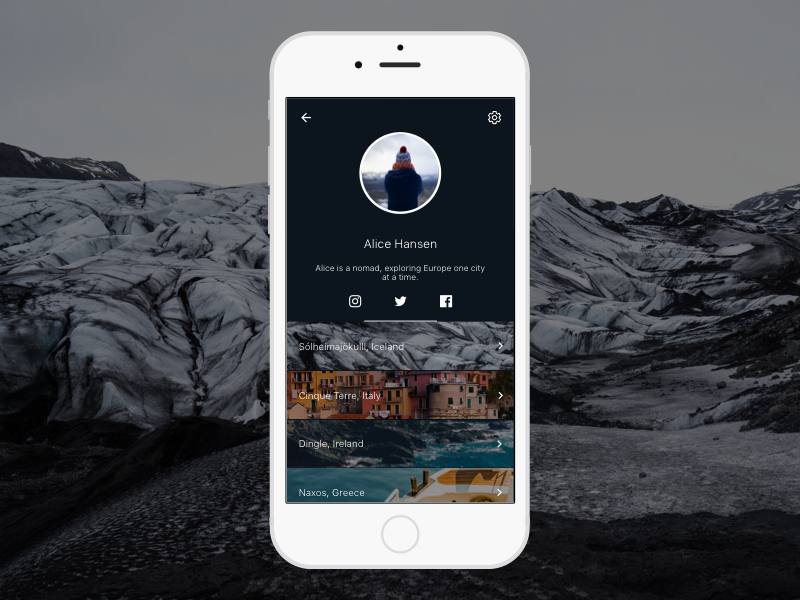 Alice Hansen
Alice is a nomad, exploring Europe one city
at a time.
Sólheimajökulll, Iceland
Cinque Terre, Italy
Dingle, Ireland
Naxos, Greece